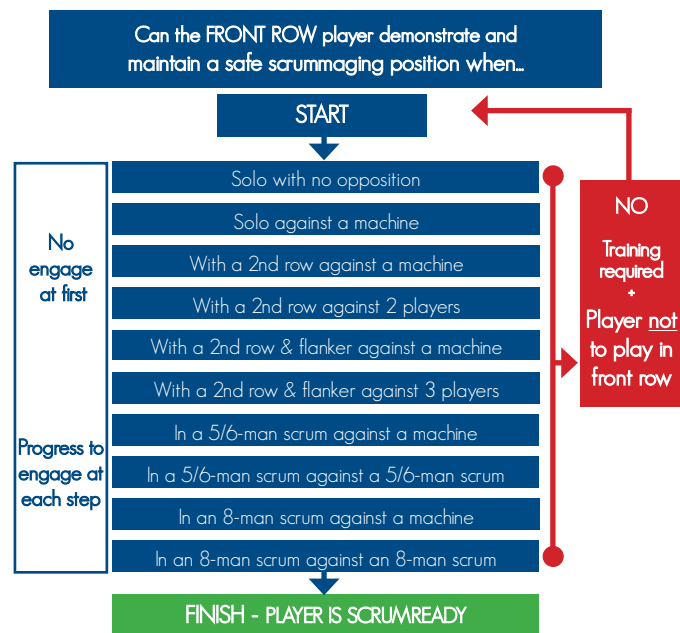 Can the FRONT ROW player demonstrate and
maintain a safe scrummaging position when...
START
No
engage
at first
Progress to
engage at
each step
Solo with no opposition
Solo against a machine
With a 2nd row against a machine
With a 2nd row against 2 players
With a 2nd row & flanker against a machine
With a 2nd row & flanker against 3 players
In a 5/6-man scrum against a machine
In a 5/6-man scrum against a 5/6-man scrum
In an 8-man scrum against a machine
In an 8-man scrum against an 8-man scrum
NO
Training
required
+
Player not
to play in
front row
FINISH - PLAYER IS SCRUMREADY